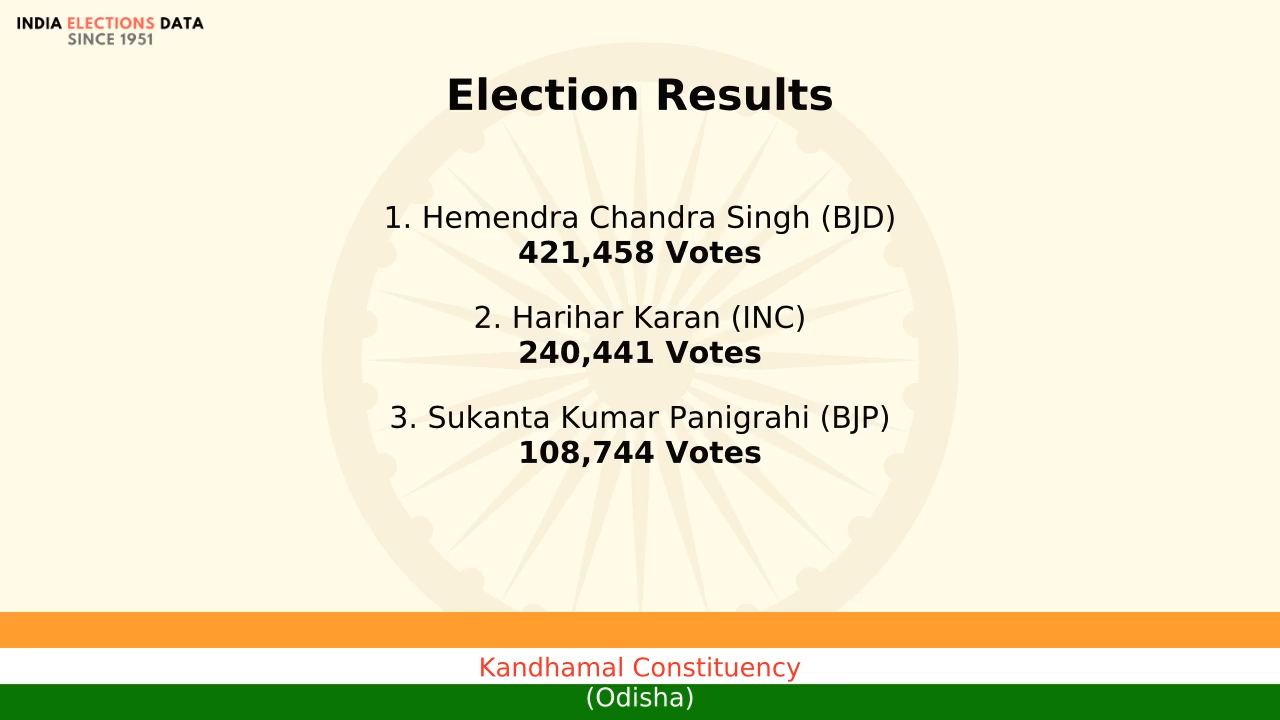 INDIA ELECTIONS DATA
SINCE 1951
Election Results
1. Hemendra Chandra Singh (BJD)
421,458 Votes
2. Harihar Karan (INC)
240,441 Votes
3. Sukanta Kumar Panigrahi (BJP)
108,744 Votes
Kandhamal Constituency
(Odisha)